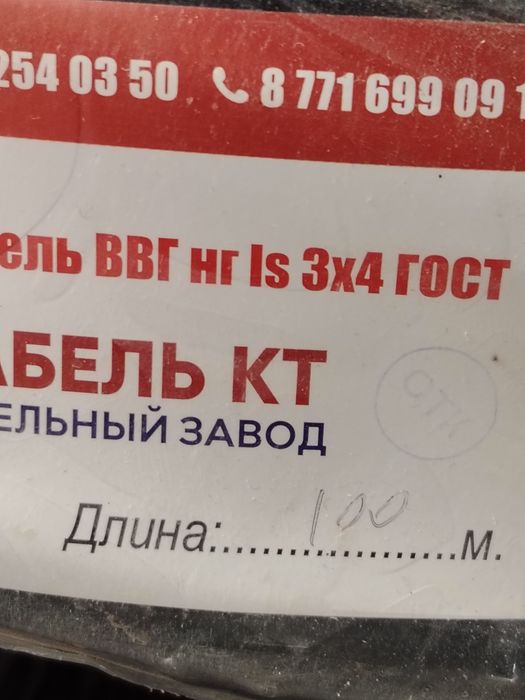 254 03 50 8 771 699 09 1
ель ВВГ нг ls 3х4 ГОСТ
АБЕЛЬ КТ
ЕЛЬНЫЙ ЗАВОД
ОТК
Длина:....100....м.